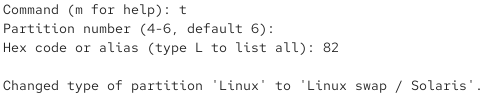 Command (m for help): t
Partition number (4-6, default 6):
Hex code or alias (type L to list all): 82
Changed type of partition 'Linux' to 'Linux swap / Solaris'.